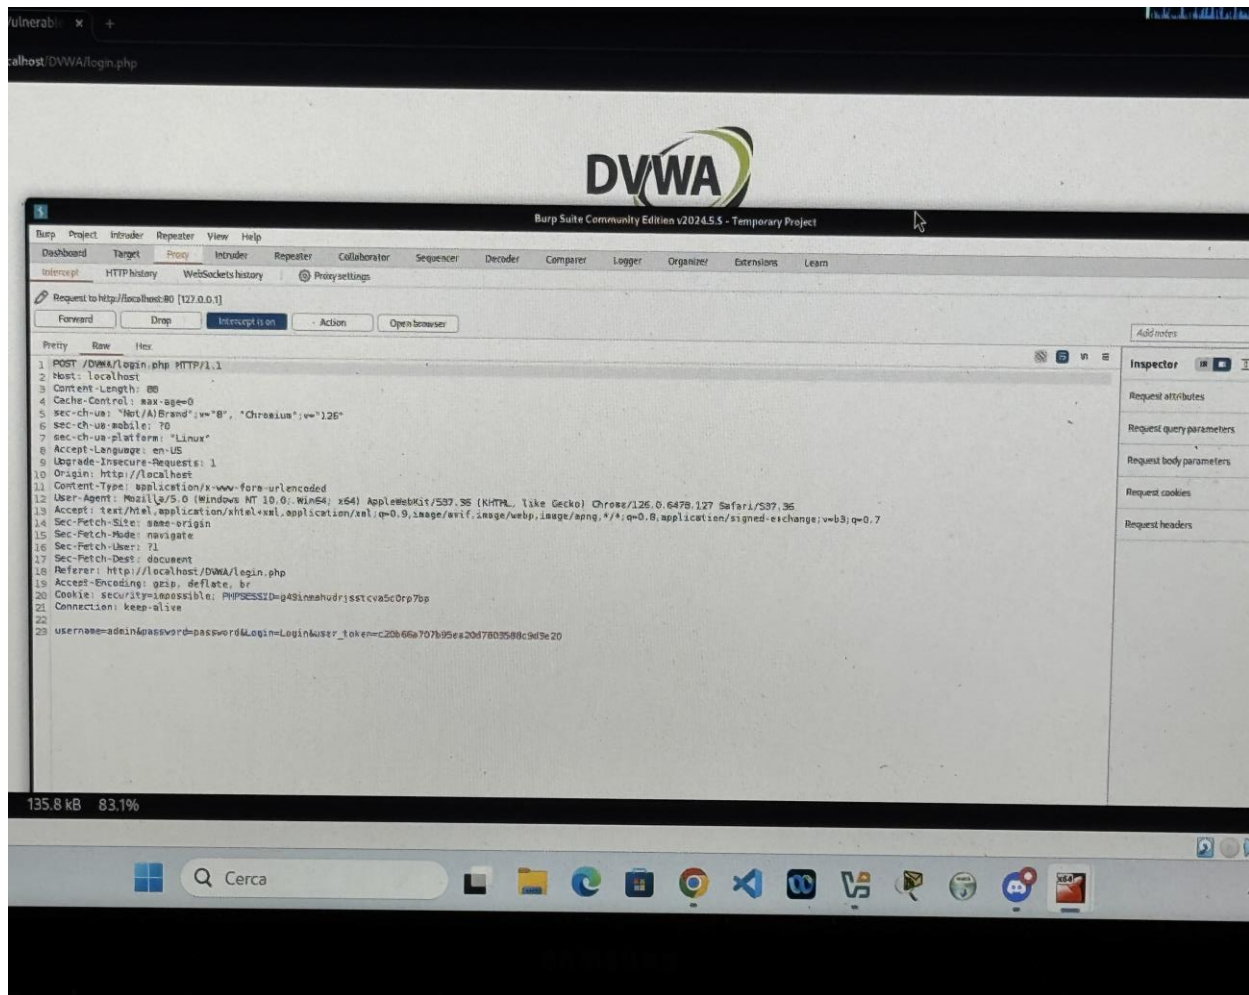 /ulnerab
calhost/DVWA/login.php
DVWA
Burp Suite Community Edition v2024.5.5 - Temporary Project
Burp Project Intruder Repeater View Help
Dashboard Target Proxy Intruder Repeater Collaborator Sequencer Decoder Comparer Logger Organizer Extensions Learn
Intercept HTTP history WebSockets history Proxy settings
Request to http://localhost:80 [127.0.0.1]
Forward Drop Intercept is on Action Open browser
Add notes
Pretty Raw Hex
Inspector
Request attributes
Request query parameters
Request body parameters
Request cookies
Request headers
1 POST /DVWA/login.php HTTP/1.1
2 Host: localhost
3 Content-Length: 88
4 Cache-Control: max-age=0
5 sec-ch-ua: "Not/A)Brand";v="8", "Chromium";v="126"
6 sec-ch-ua-mobile: ?0
7 sec-ch-ua-platform: "Linux"
8 Accept-Language: en-US
9 Upgrade-Insecure-Requests: 1
10 Origin: http://localhost
11 Content-Type: application/x-www-form-urlencoded
12 User-Agent: Mozilla/5.0 (Windows NT 10.0; Win64; x64) AppleWebKit/537.36 (KHTML, like Gecko) Chrome/126.0.6478.127 Safari/537.36
13 Accept: text/html,application/xhtml+xml,application/xml;q=0.9,image/avif,image/webp,image/apng,*/*;q=0.8,application/signed-exchange;v=b3;q=0.7
14 Sec-Fetch-Site: same-origin
15 Sec-Fetch-Mode: navigate
16 Sec-Fetch-User: ?1
17 Sec-Fetch-Dest: document
18 Referer: http://localhost/DVWA/login.php
19 Accept-Encoding: gzip, deflate, br
20 Cookie: security=impossible; PHPSESSID=
21 Connection: keep-alive
22
23 username=admin&password=password&Login=Login&user_token=
135.8 kB 83.1%
Cerca
x64